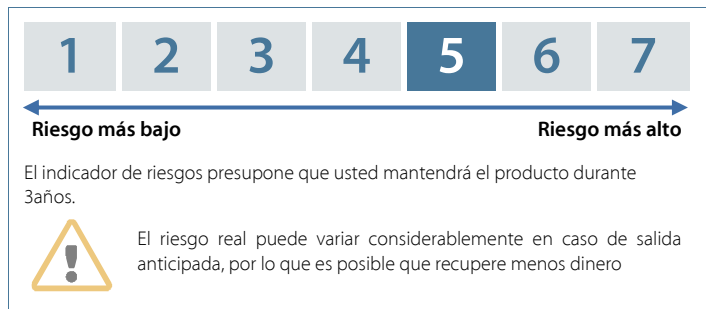 1 2 3 4 5 6 7
Riesgo más bajo Riesgo más alto
El indicador de riesgos presupone que usted mantendrá el producto durante
3años.
El riesgo real puede variar considerablemente en caso de salida
anticipada, por lo que es posible que recupere menos dinero